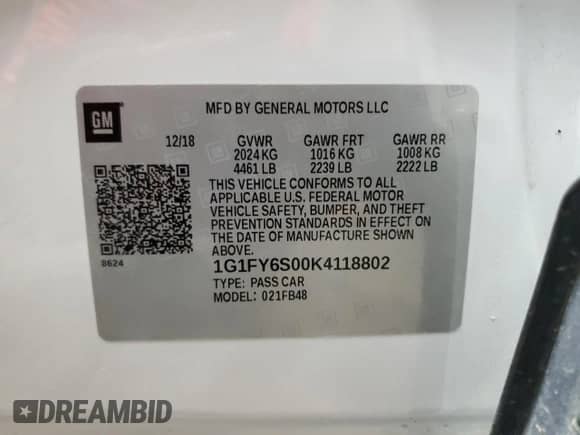 GM
MFD BY GENERAL MOTORS LLC
12/18 GVWR GAWR FRT GAWR RR
2024 KG 1016 KG 1008 KG
4461 LB 2239 LB 2222 LB
THIS VEHICLE CONFORMS TO ALL
APPLICABLE U.S. FEDERAL MOTOR
VEHICLE SAFETY, BUMPER, AND THEFT
PREVENTION STANDARDS IN EFFECT ON
THE DATE OF MANUFACTURE SHOWN
ABOVE.
8624
1G1FY6S00K4118802
TYPE: PASS CAR
MODEL: 021FB48
DREAMBID